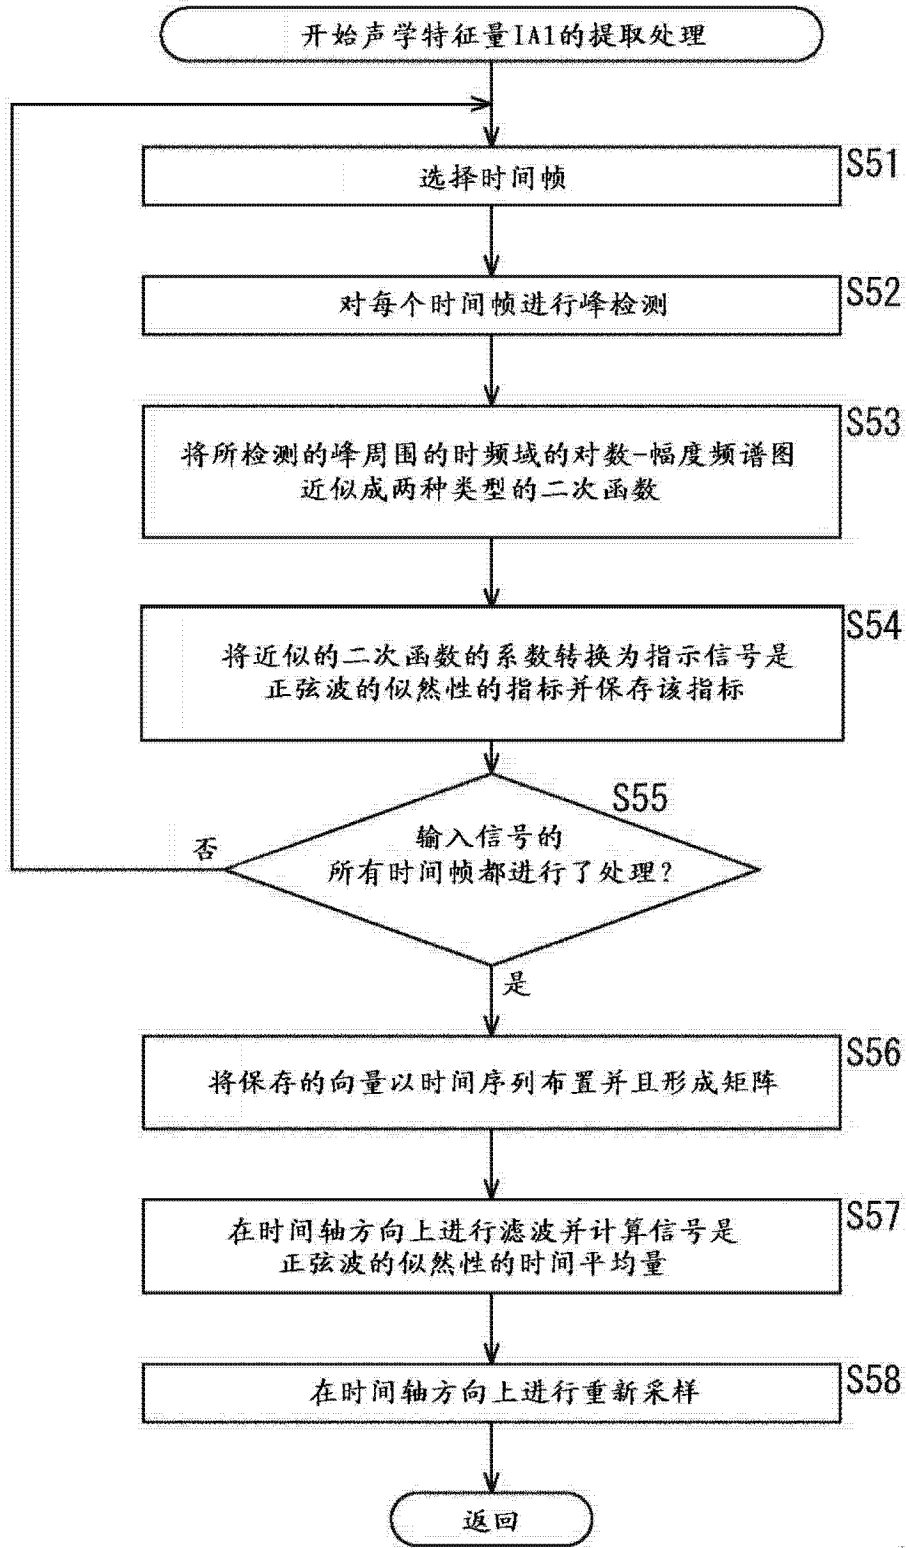 开始声学特征量IA1的提取处理
S51
选择时间帧
S52
对每个时间帧进行峰检测
S53
将所检测的峰周围的时频域的对数-幅度频谱图
近似成两种类型的二次函数
S54
将近似的二次函数的系数转换为指示信号是
正弦波的似然性的指标并保存该指标
S55
输入信号的
所有时间帧都进行了处理?
否
是
S56
将保存的向量以时间序列布置并且形成矩阵
S57
在时间轴方向上进行滤波并计算信号是
正弦波的似然性的时间平均量
S58
在时间轴方向上进行重新采样
返回